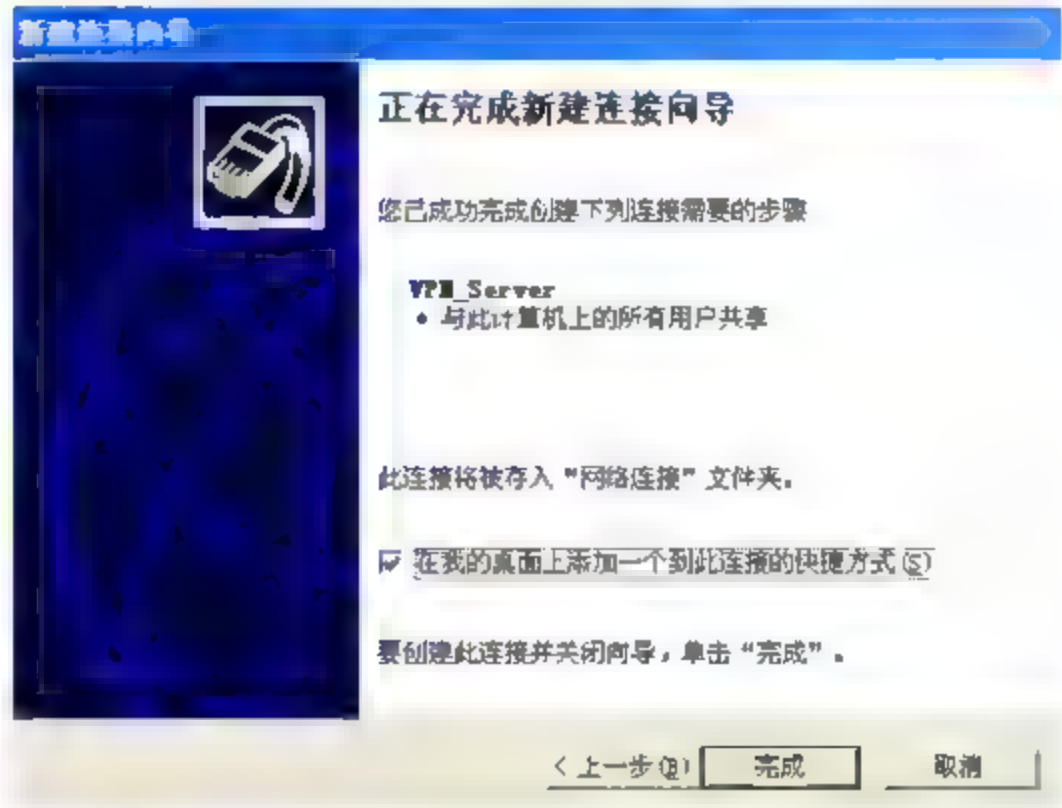 新建连接向导
正在完成新建连接向导
您已成功完成创建下列连接需要的步骤
VPN_Server
• 与此计算机上的所有用户共享
此连接将被存入“网络连接”文件夹。
在我的桌面上添加一个到此连接的快捷方式(S)
要创建此连接并关闭向导，单击“完成”。
< 上一步(B) 完成 取消